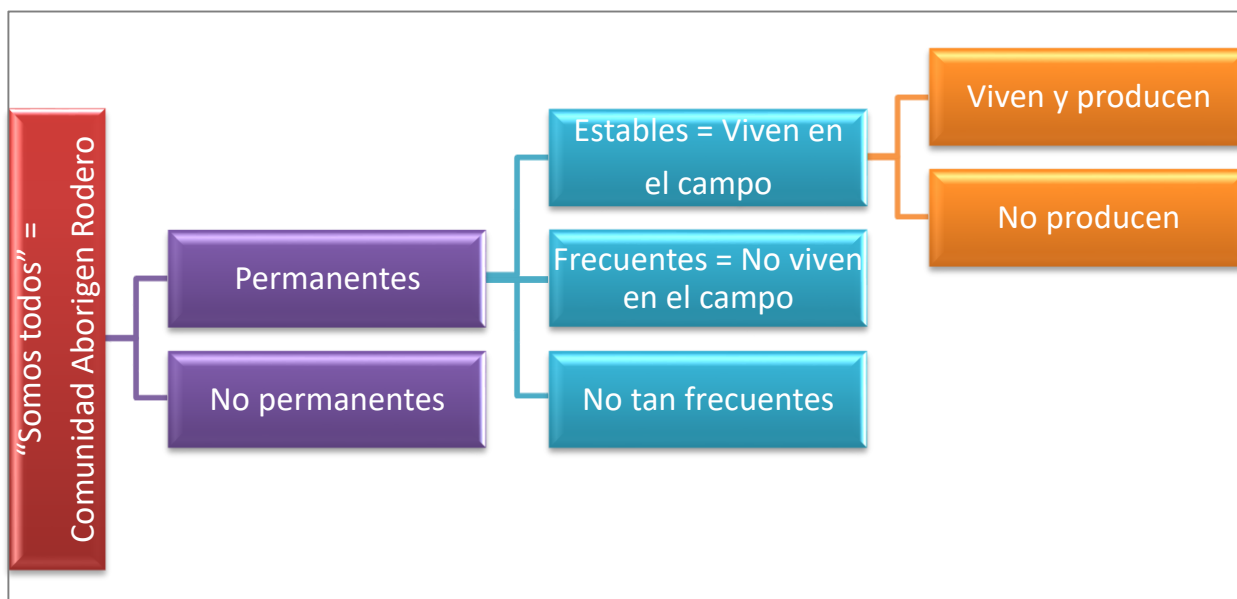 “Somos todos” =
Comunidad Aborigen Rodero
Permanentes
No permanentes
Estables = Viven en
el campo
Frecuentes = No viven
en el campo
No tan frecuentes
Viven y producen
No producen